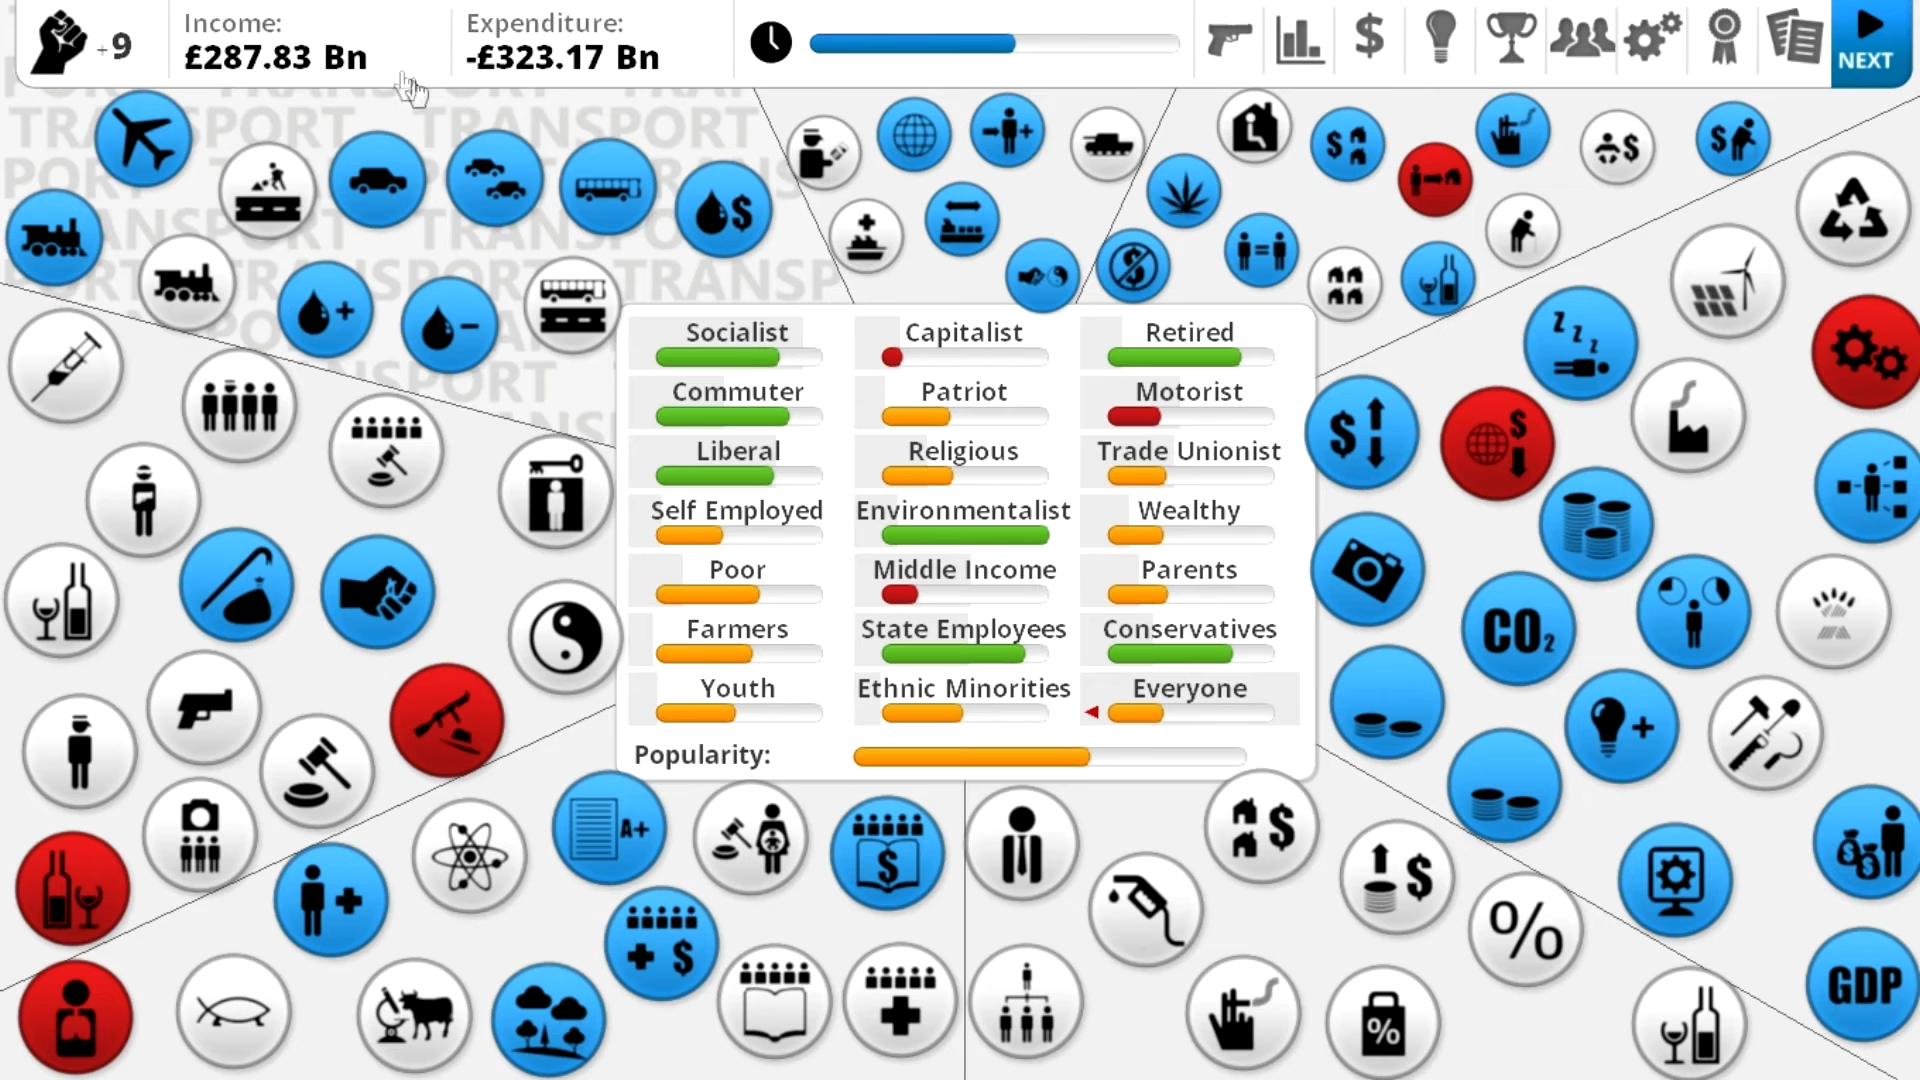 +9
Income:
£287.83 Bn
Expenditure:
-£323.17 Bn
NEXT
TRANSPORT TRANSPORT
TRANSPORT
Socialist Capitalist Retired
Commuter Patriot Motorist
Liberal Religious Trade Unionist
Self Employed Environmentalist Wealthy
Poor Middle Income Parents
Farmers State Employees Conservatives
Youth Ethnic Minorities Everyone
Popularity:
$
$
$
$
z z z
$
$
CO2
A+
$
$
$
$
%
%
GDP